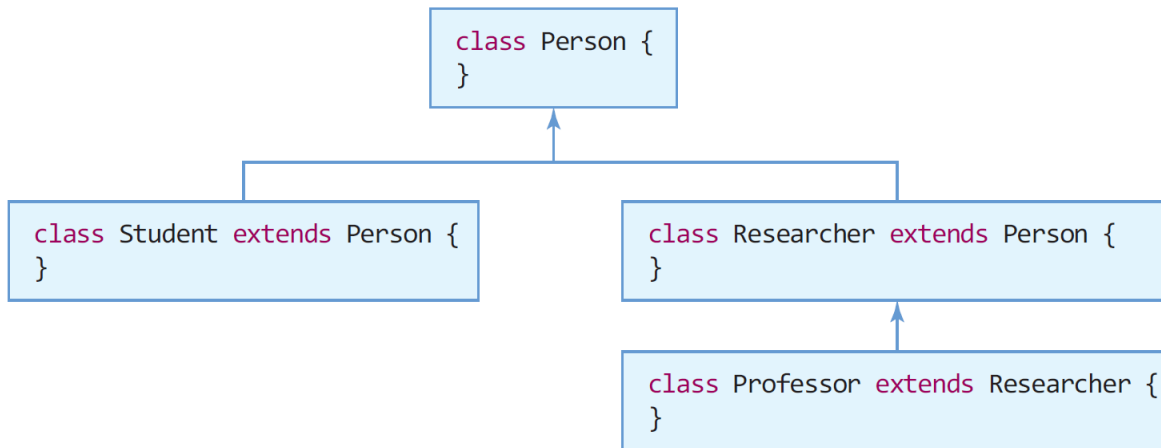 class Person {
}
class Student extends Person {
}
class Researcher extends Person {
}
class Professor extends Researcher {
}